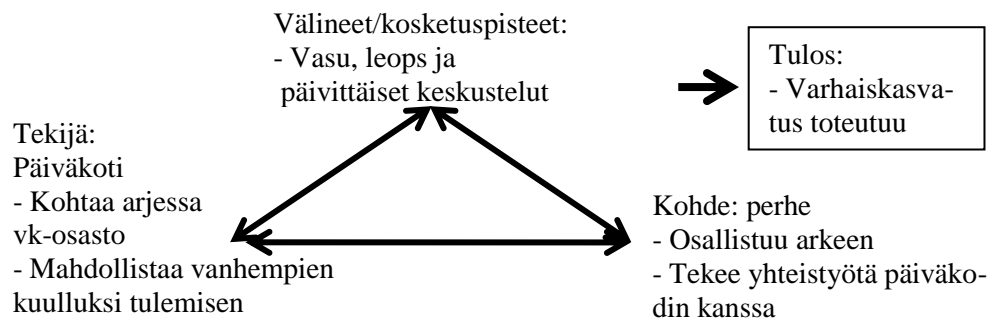 Välineet/kosketuspisteet:
- Vasu, leops ja
päivittäiset keskustelut
Tulos:
- Varhaiskasva-
tus toteutuu
Tekijä:
Päiväkoti
- Kohtaa arjessa
vk-osasto
- Mahdollistaa vanhempien
kuulluksi tulemisen
Kohde: perhe
- Osallistuu arkeen
- Tekee yhteistyötä päiväko-
din kanssa